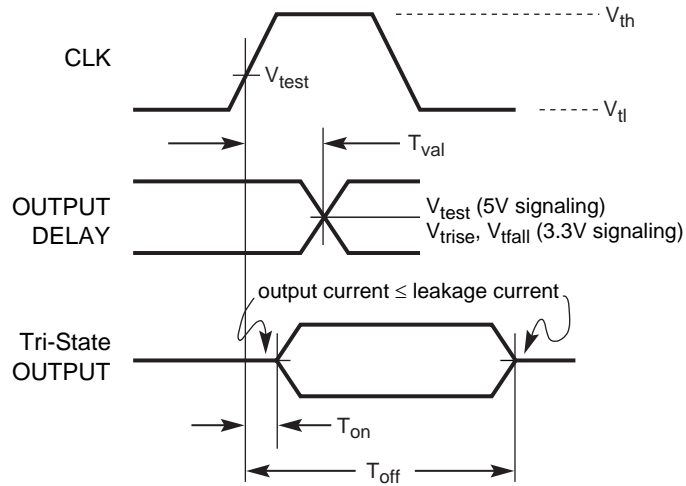 V_th
CLK
V_test
V_tl
T_val
OUTPUT
DELAY
V_test (5V signaling)
V_trise, V_tfall (3.3V signaling)
output current ≤ leakage current
Tri-State
OUTPUT
T_on
T_off